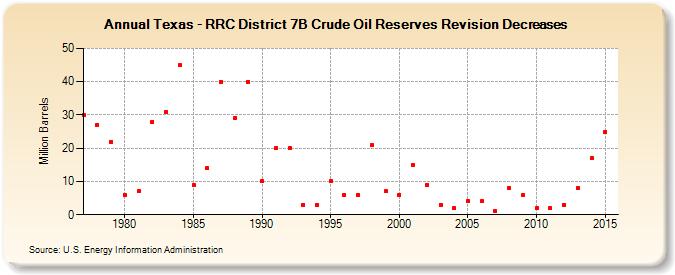 Annual Texas - RRC District 7B Crude Oil Reserves Revision Decreases
Million Barrels
50
40
30
20
10
0
1980 1985 1990 1995 2000 2005 2010 2015
Source: U.S. Energy Information Administration